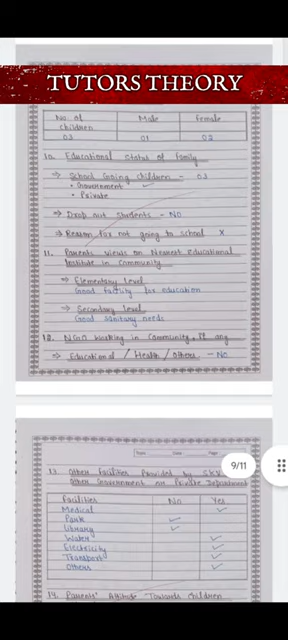 TUTORS THEORY
No. of children | Male | Female
03 | 01 | 02
10. Educational status of family
→ School Going children - 03
• Government ✓
• Private
→ Drop out students - NO
→ Reason for not going to school X
11. Parents views on Nearest Educational
Institute in Community
→ Elementary level
Good facility for education
→ Secondary level
Good sanitary needs
12. NGO Working in Community, If any
→ Educational / Health / Others - NO
9/11
Date
Page
13. Other Facilities Provided by
Other Government or Private Department
Facilities | No | Yes
Medical | | ✓
Park | ✓ |
Library | ✓ |
Water | | ✓
Electricity | | ✓
Transport | | ✓
Others | | ✓
14. Parents' Attitude Towards Children